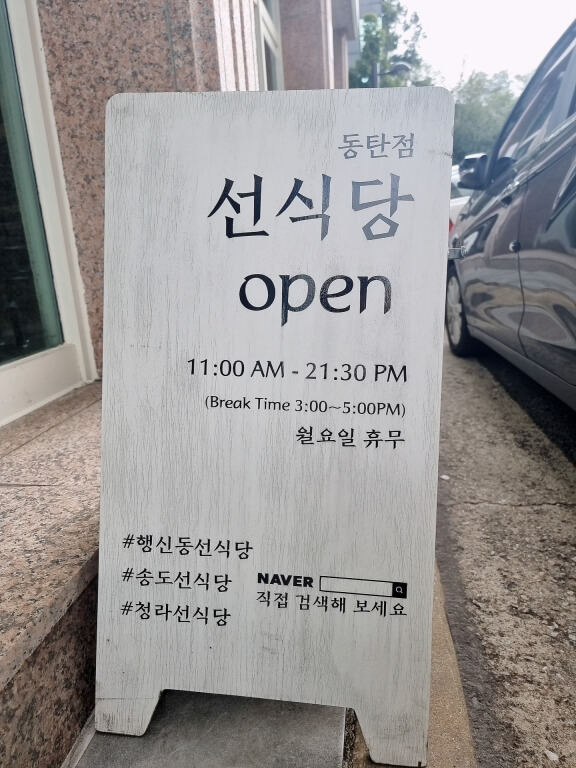 동탄점
선식당
open
11:00 AM - 21:30 PM
(Break Time 3:00~5:00PM)
월요일 휴무
#행신동선식당
#송도선식당
#청라선식당
NAVER
직접 검색해 보세요